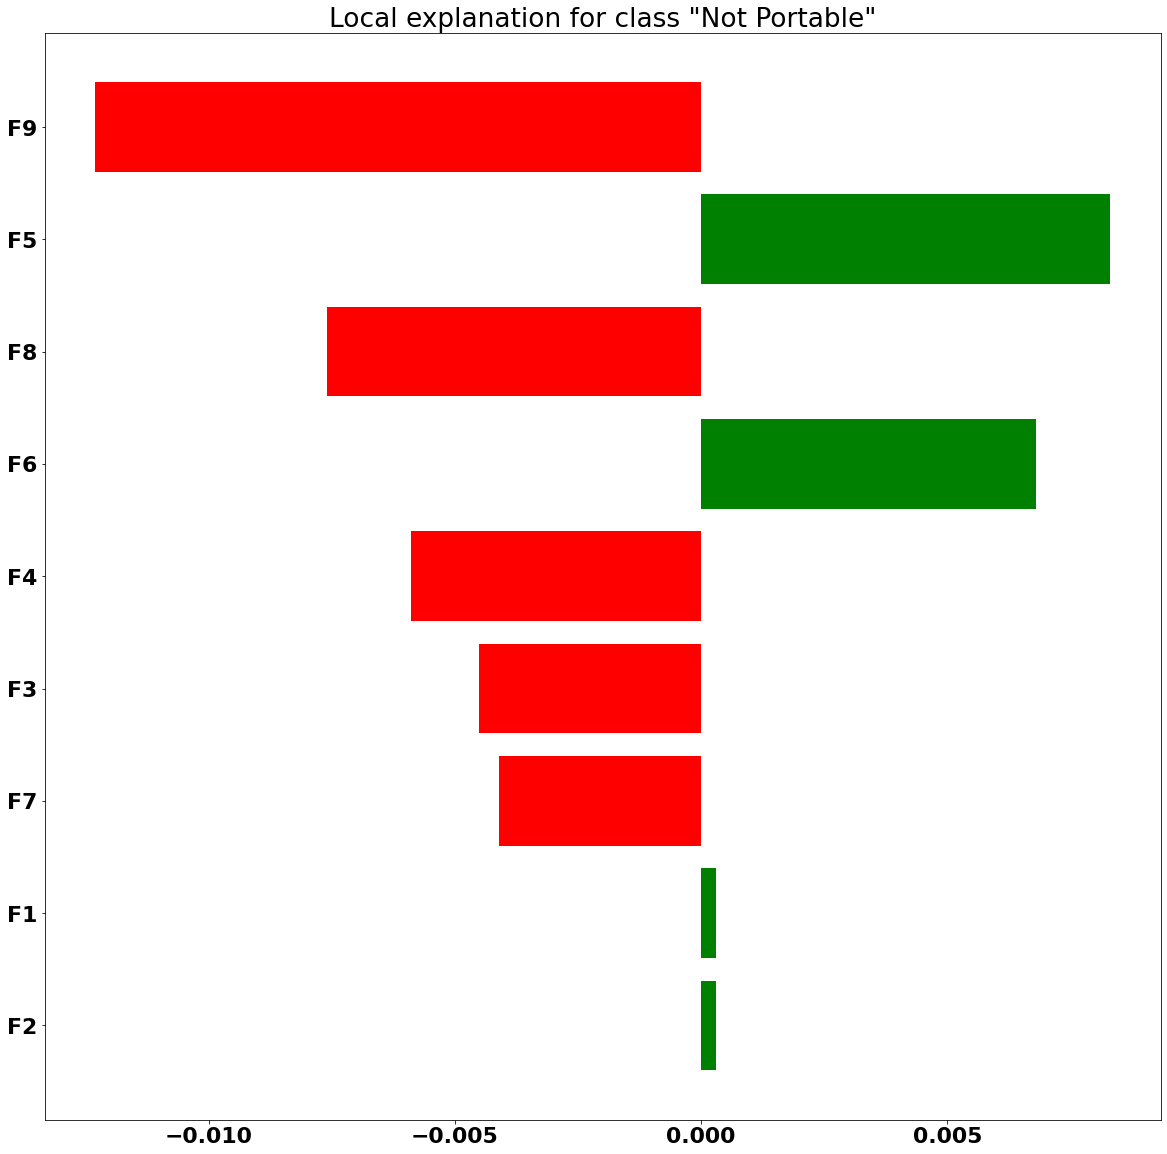 Local explanation for class "Not Portable"
F9
F5
F8
F6
F4
F3
F7
F1
F2
−0.010 −0.005 0.000 0.005